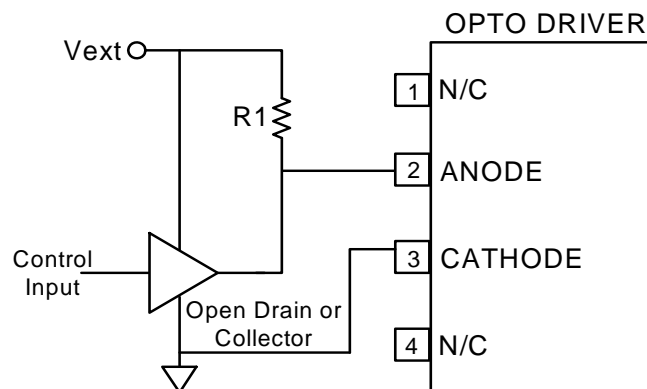 OPTO DRIVER
Vext
1 N/C
R1
2 ANODE
Control
Input
3 CATHODE
Open Drain or
Collector
4 N/C